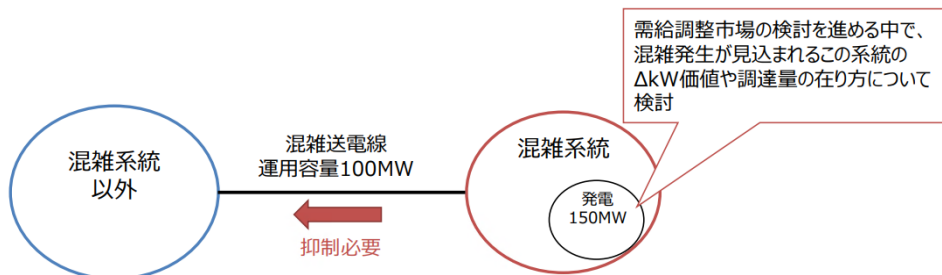 需給調整市場の検討を進める中で、
混雑発生が見込まれるこの系統の
ΔkW価値や調達量の在り方について
検討
混雑系統
以外
混雑送電線
運用容量100MW
抑制必要
混雑系統
発電
150MW